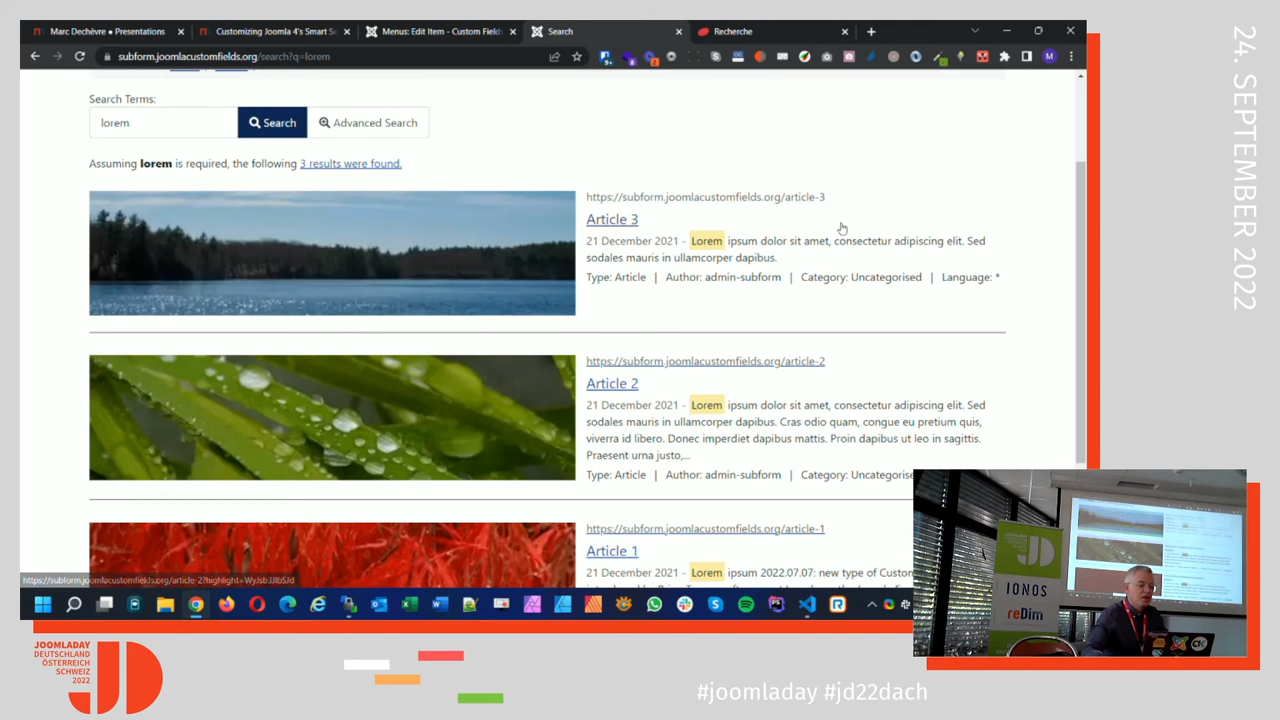 Marc Dechèvre • Presentations
Customizing Joomla 4's Smart Se
Menus: Edit Item - Custom Fields
Search
Recherche
subform.joomlacustomfields.org/search?q=lorem
Search Terms:
lorem
Search
Advanced Search
Assuming lorem is required, the following 3 results were found.
https://subform.joomlacustomfields.org/article-3
Article 3
21 December 2021 - Lorem ipsum dolor sit amet, consectetur adipiscing elit. Sed
sodales mauris in ullamcorper dapibus.
Type: Article | Author: admin-subform | Category: Uncategorised | Language: *
https://subform.joomlacustomfields.org/article-2
Article 2
21 December 2021 - Lorem ipsum dolor sit amet, consectetur adipiscing elit. Sed
sodales mauris in ullamcorper dapibus. Cras odio quam, congue eu pretium quis,
viverra id libero. Donec imperdiet dapibus mattis. Proin dapibus ut leo in sagittis.
Praesent urna justo,...
Type: Article | Author: admin-subform | Category: Uncategorise
https://subform.joomlacustomfields.org/article-1
Article 1
21 December 2021 - Lorem ipsum 2022.07.07: new type of Custom
24. SEPTEMBER 2022
IONOS
reDim
JOOMLADAY
DEUTSCHLAND
ÖSTERREICH
SCHWEIZ
2022
#joomladay #jd22dach